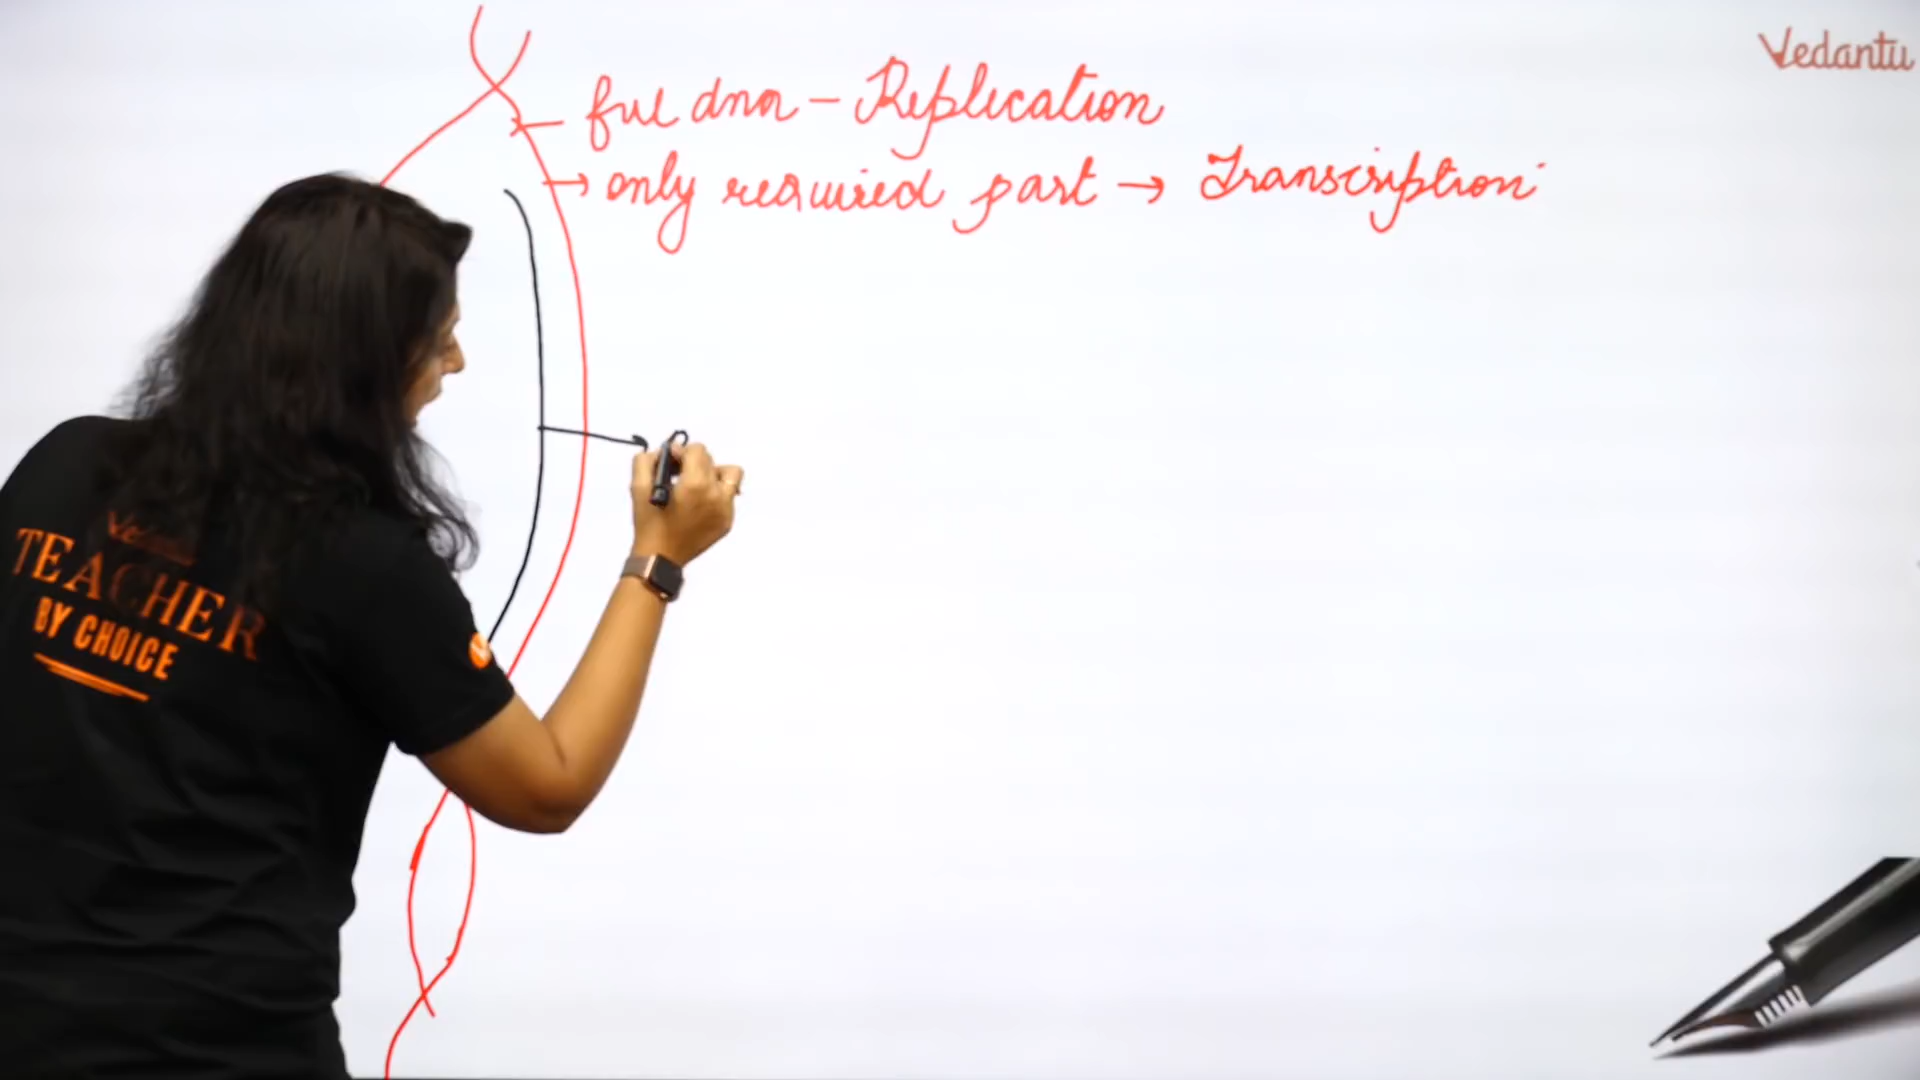 Vedantu
ful dna - Replication
→ only required part → Transcription
TEACHER
BY CHOICE